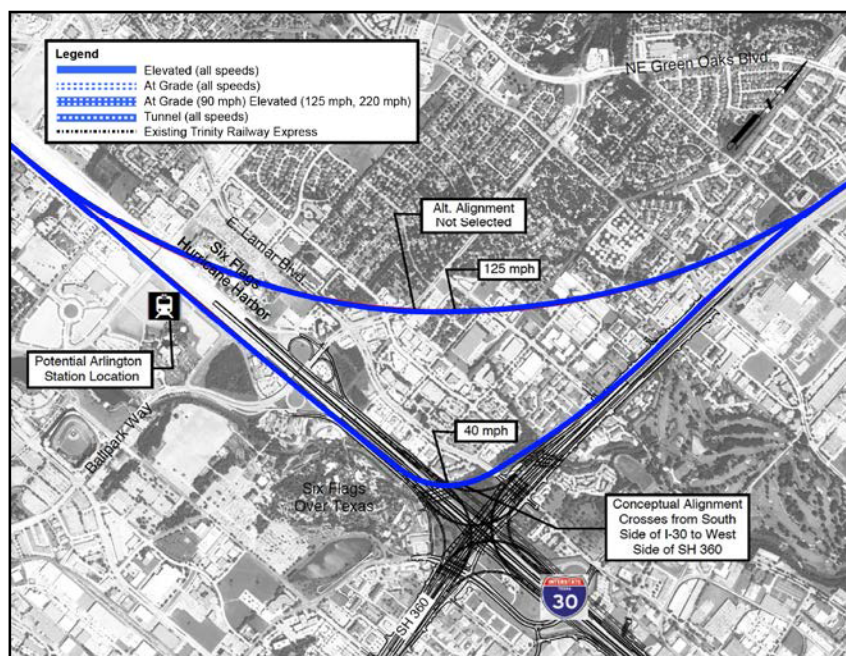 Legend
Elevated (all speeds)
At Grade (all speeds)
At Grade (90 mph) Elevated (125 mph, 220 mph)
Tunnel (all speeds)
Existing Trinity Railway Express
NE Green Oaks Blvd.
Alt. Alignment
Not Selected
125 mph
E. Lamar Blvd.
Six Flags
Hurricane Harbor
Potential Arlington
Station Location
Ballpark Way
40 mph
Six Flags
Over Texas
Conceptual Alignment
Crosses from South
Side of I-30 to West
Side of SH 360
SH 360
INTERSTATE
TEXAS
30